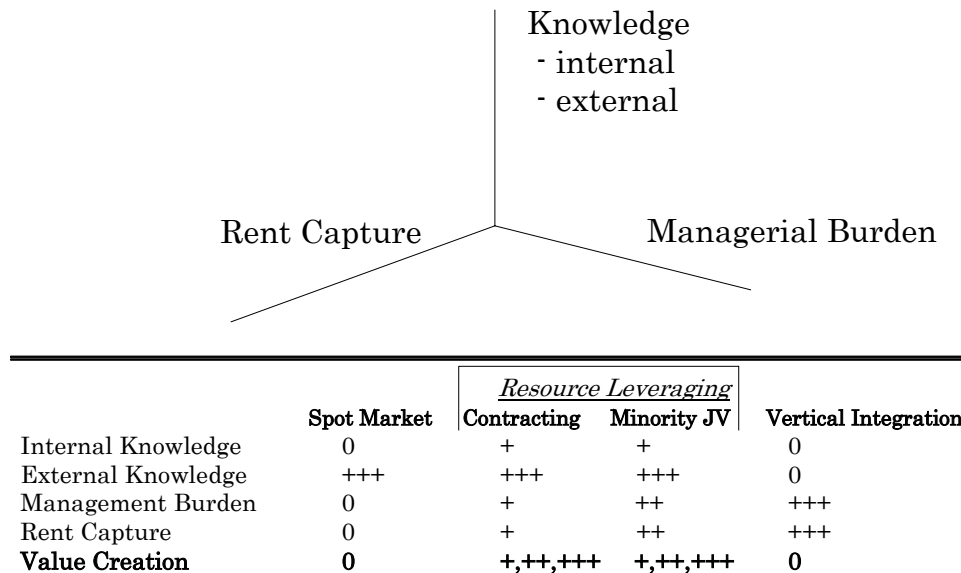 Knowledge
- internal
- external
Rent Capture
Managerial Burden
Resource Leveraging
Spot Market Contracting Minority JV Vertical Integration
Internal Knowledge 0 + + 0
External Knowledge +++ +++ +++ 0
Management Burden 0 + ++ +++
Rent Capture 0 + ++ +++
Value Creation 0 +,++,+++ +,++,+++ 0